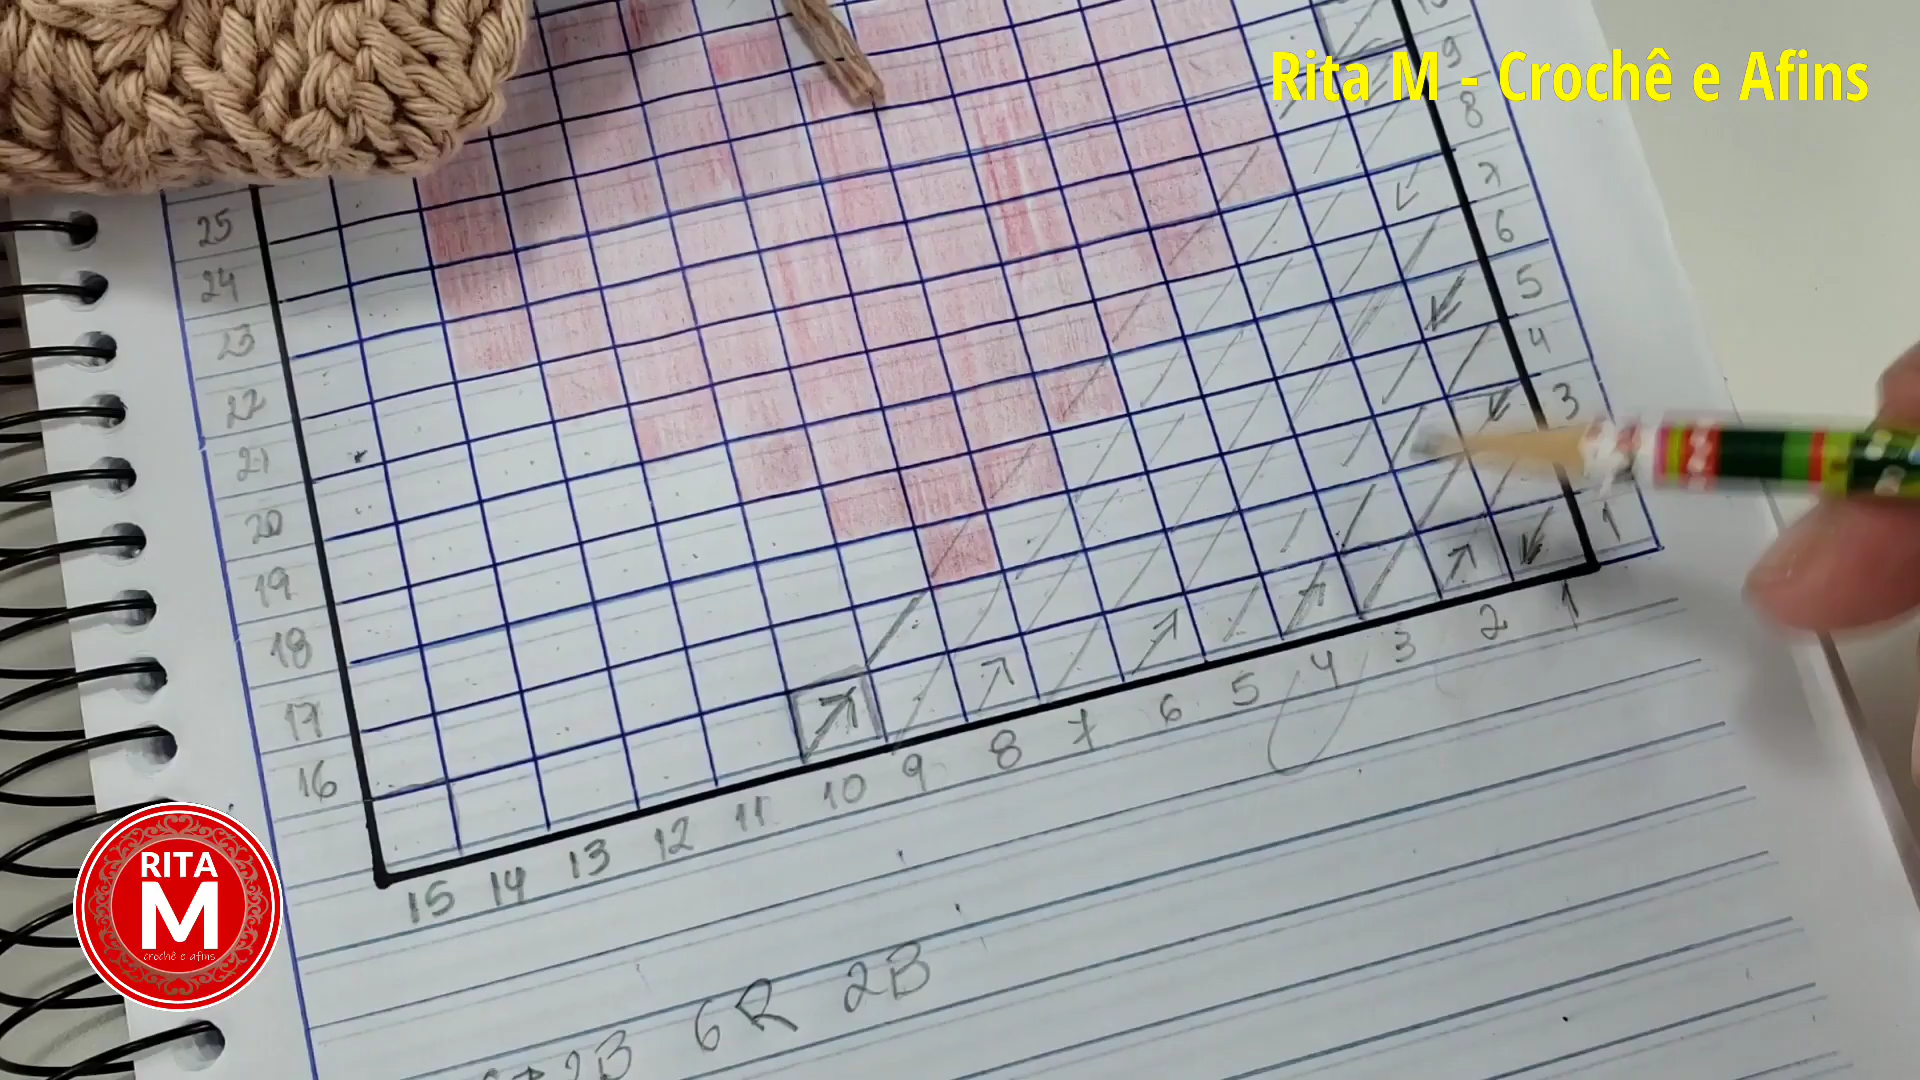 Rita M - Crochê e Afins
9
8
7
6
5
4
3
1
25
24
23
22
21
20
19
18
17
16
15 14 13 12 11 10 9 8 7 6 5 4 3 2 1
RITA
M
crochê e afins
6R 2B
2B